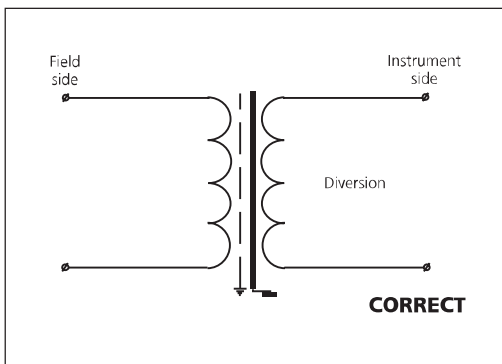 Field
side
Instrument
side
Diversion
CORRECT